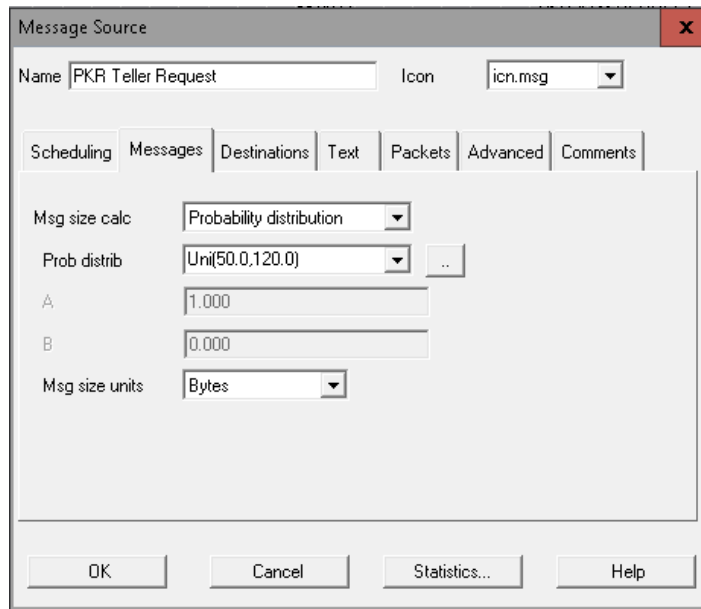 Message Source x
Name PKR Teller Request Icon icn.msg
Scheduling Messages Destinations Text Packets Advanced Comments
Msg size calc Probability distribution
Prob distrib Uni(50.0,120.0) ..
A 1.000
B 0.000
Msg size units Bytes
OK Cancel Statistics... Help